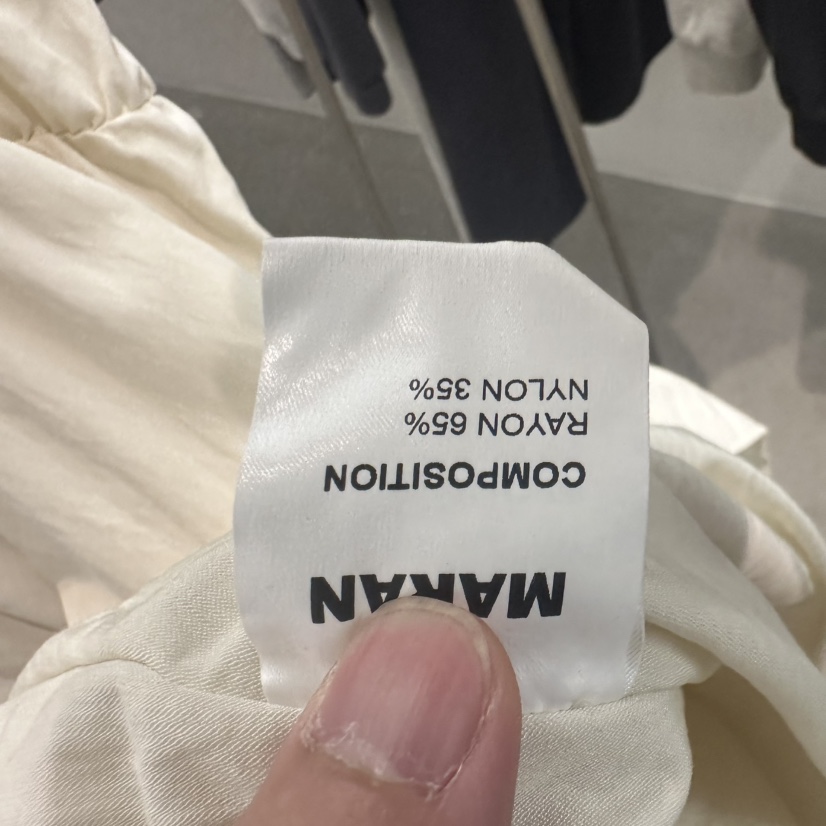 MARAN
COMPOSITION
RAYON 65%
NYLON 35%